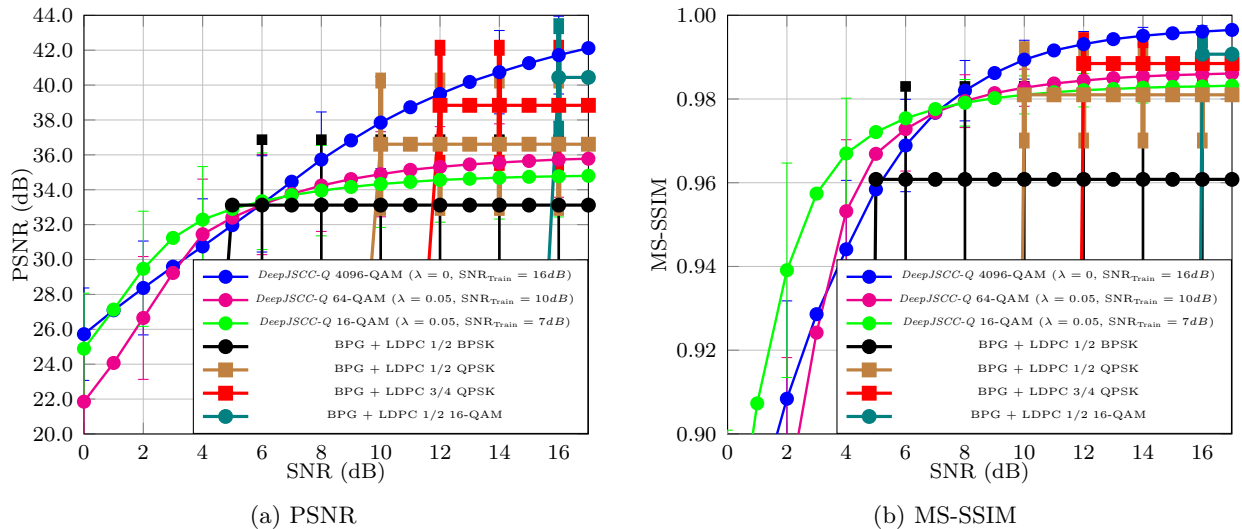 44.0
42.0
40.0
38.0
36.0
34.0
32.0
30.0
28.0
26.0
24.0
22.0
20.0
PSNR (dB)
0 2 4 6 8 10 12 14 16
SNR (dB)
DeepJSCC-Q 4096-QAM (λ = 0, SNR_Train = 16dB)
DeepJSCC-Q 64-QAM (λ = 0.05, SNR_Train = 10dB)
DeepJSCC-Q 16-QAM (λ = 0.05, SNR_Train = 7dB)
BPG + LDPC 1/2 BPSK
BPG + LDPC 1/2 QPSK
BPG + LDPC 3/4 QPSK
BPG + LDPC 1/2 16-QAM
(a) PSNR
1.00
0.98
0.96
0.94
0.92
0.90
MS-SSIM
0 2 4 6 8 10 12 14 16
SNR (dB)
DeepJSCC-Q 4096-QAM (λ = 0, SNR_Train = 16dB)
DeepJSCC-Q 64-QAM (λ = 0.05, SNR_Train = 10dB)
DeepJSCC-Q 16-QAM (λ = 0.05, SNR_Train = 7dB)
BPG + LDPC 1/2 BPSK
BPG + LDPC 1/2 QPSK
BPG + LDPC 3/4 QPSK
BPG + LDPC 1/2 16-QAM
(b) MS-SSIM